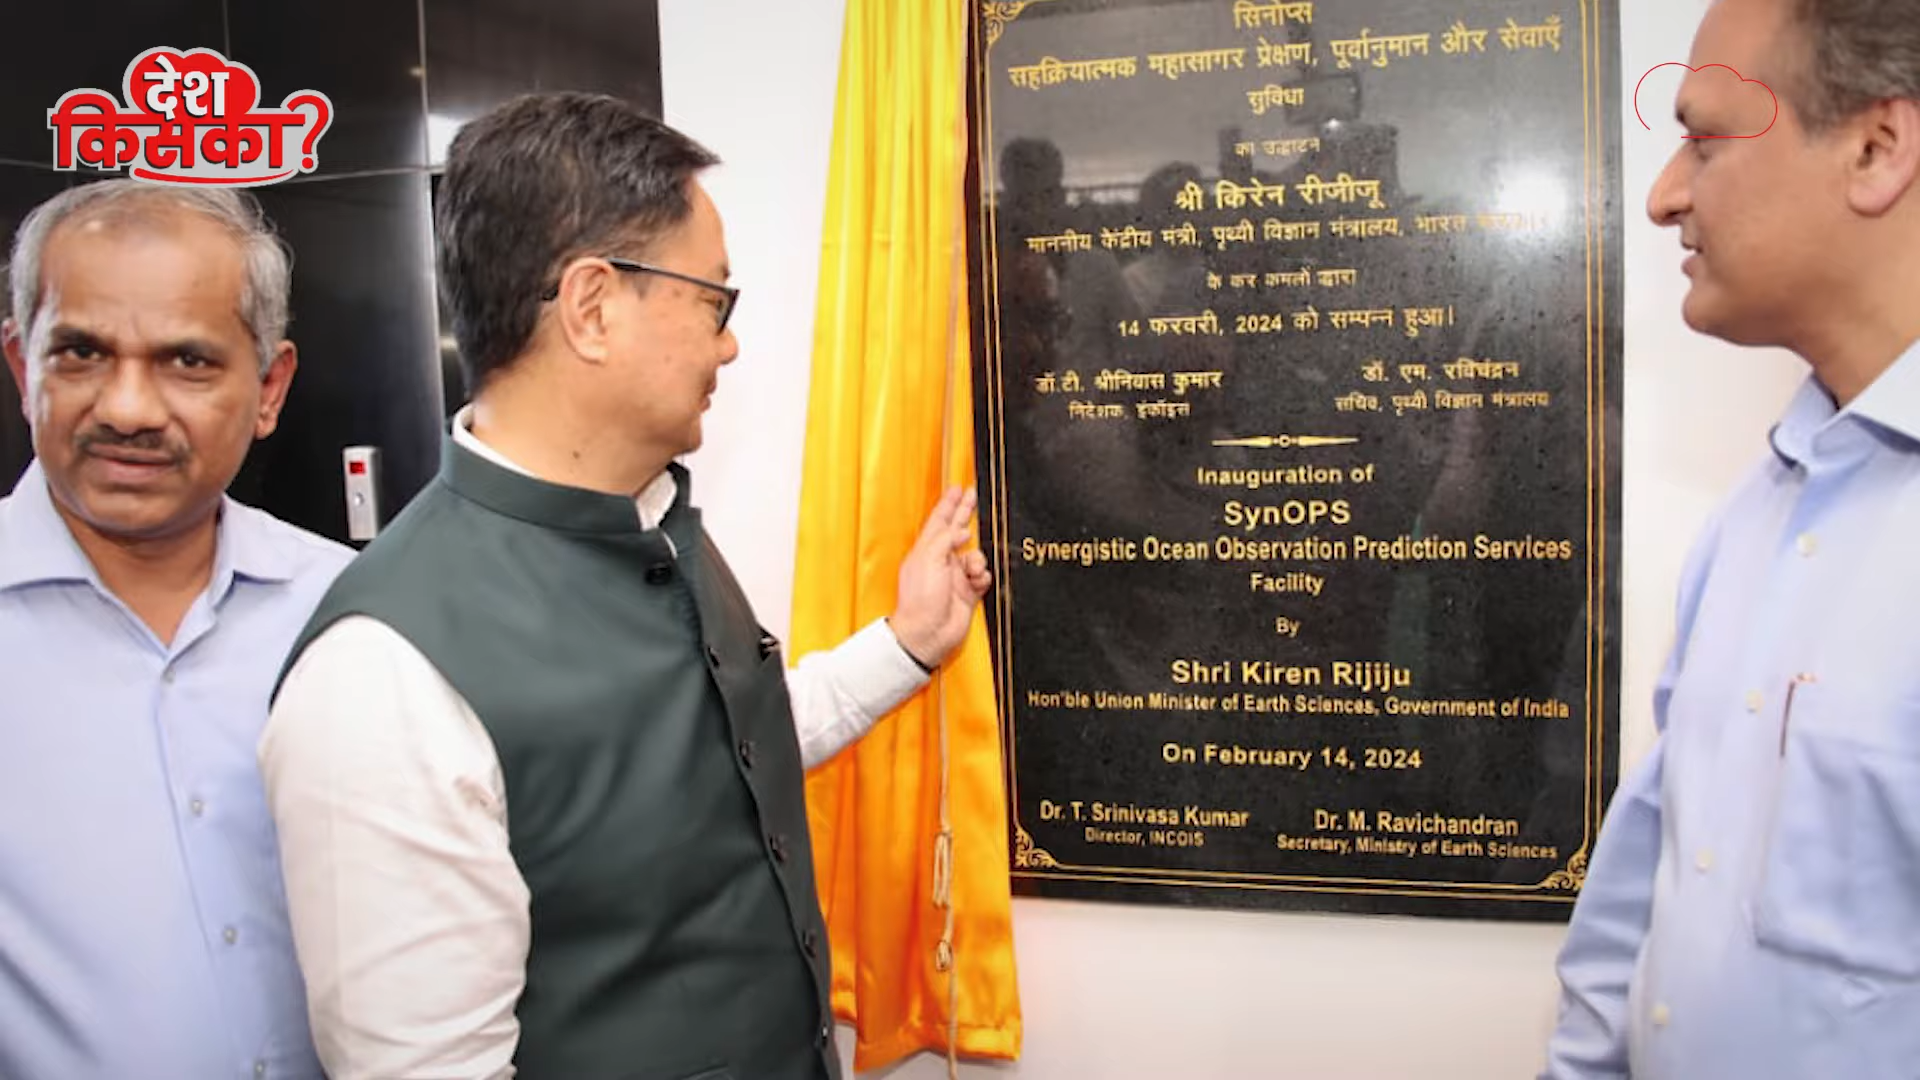 देश
किसका?
सिनोप्स
सहक्रियात्मक महासागर प्रेक्षण, पूर्वानुमान और सेवाएँ
सुविधा
का उद्घाटन
श्री किरेन रीजीजू
माननीय केंद्रीय मंत्री, पृथ्वी विज्ञान मंत्रालय, भारत
के कर कमलों द्वारा
14 फरवरी, 2024 को सम्पन्न हुआ।
डॉ.टी. श्रीनिवास कुमार
निदेशक, इंकॉइस
डॉ. एम. रविचंद्रन
सचिव, पृथ्वी विज्ञान मंत्रालय
Inauguration of
SynOPS
Synergistic Ocean Observation Prediction Services
Facility
By
Shri Kiren Rijiju
Hon'ble Union Minister of Earth Sciences, Government of India
On February 14, 2024
Dr. T. Srinivasa Kumar
Director, INCOIS
Dr. M. Ravichandran
Secretary, Ministry of Earth Sciences